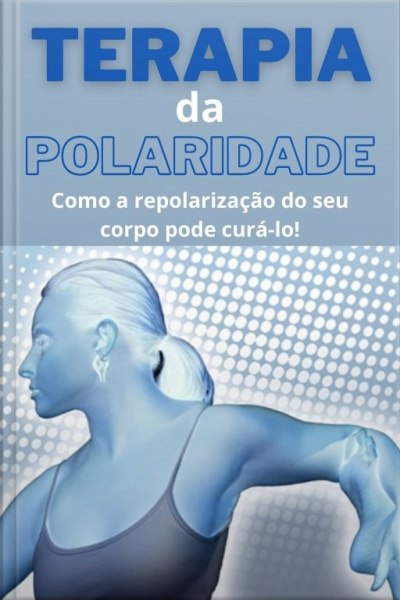 TERAPIA
da
POLARIDADE
Como a repolarização do seu
corpo pode curá-lo!